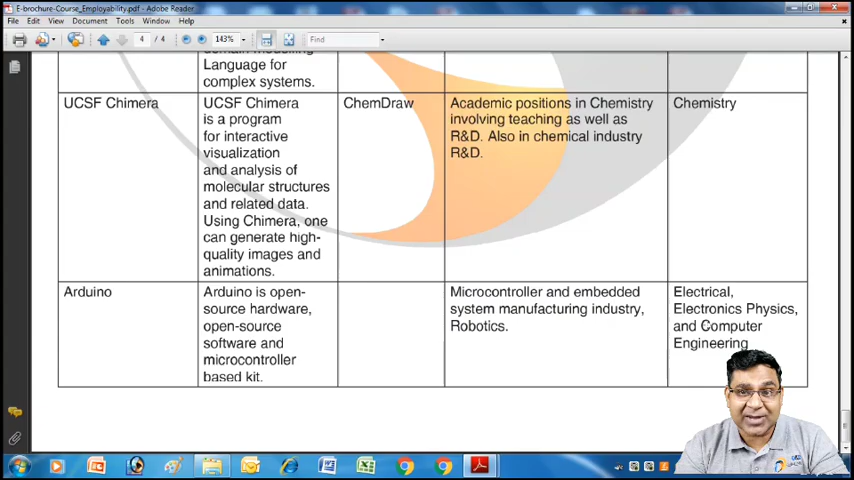 E-brochure-Course_Employability.pdf - Adobe Reader
File Edit View Document Tools Window Help
4 / 4 143% Find
domain modelling
Language for
complex systems.
UCSF Chimera
UCSF Chimera
is a program
for interactive
visualization
and analysis of
molecular structures
and related data.
Using Chimera, one
can generate high-
quality images and
animations.
ChemDraw
Academic positions in Chemistry
involving teaching as well as
R&D. Also in chemical industry
R&D.
Chemistry
Arduino
Arduino is open-
source hardware,
open-source
software and
microcontroller
based kit.
Microcontroller and embedded
system manufacturing industry,
Robotics.
Electrical,
Electronics Physics,
and Computer
Engineering